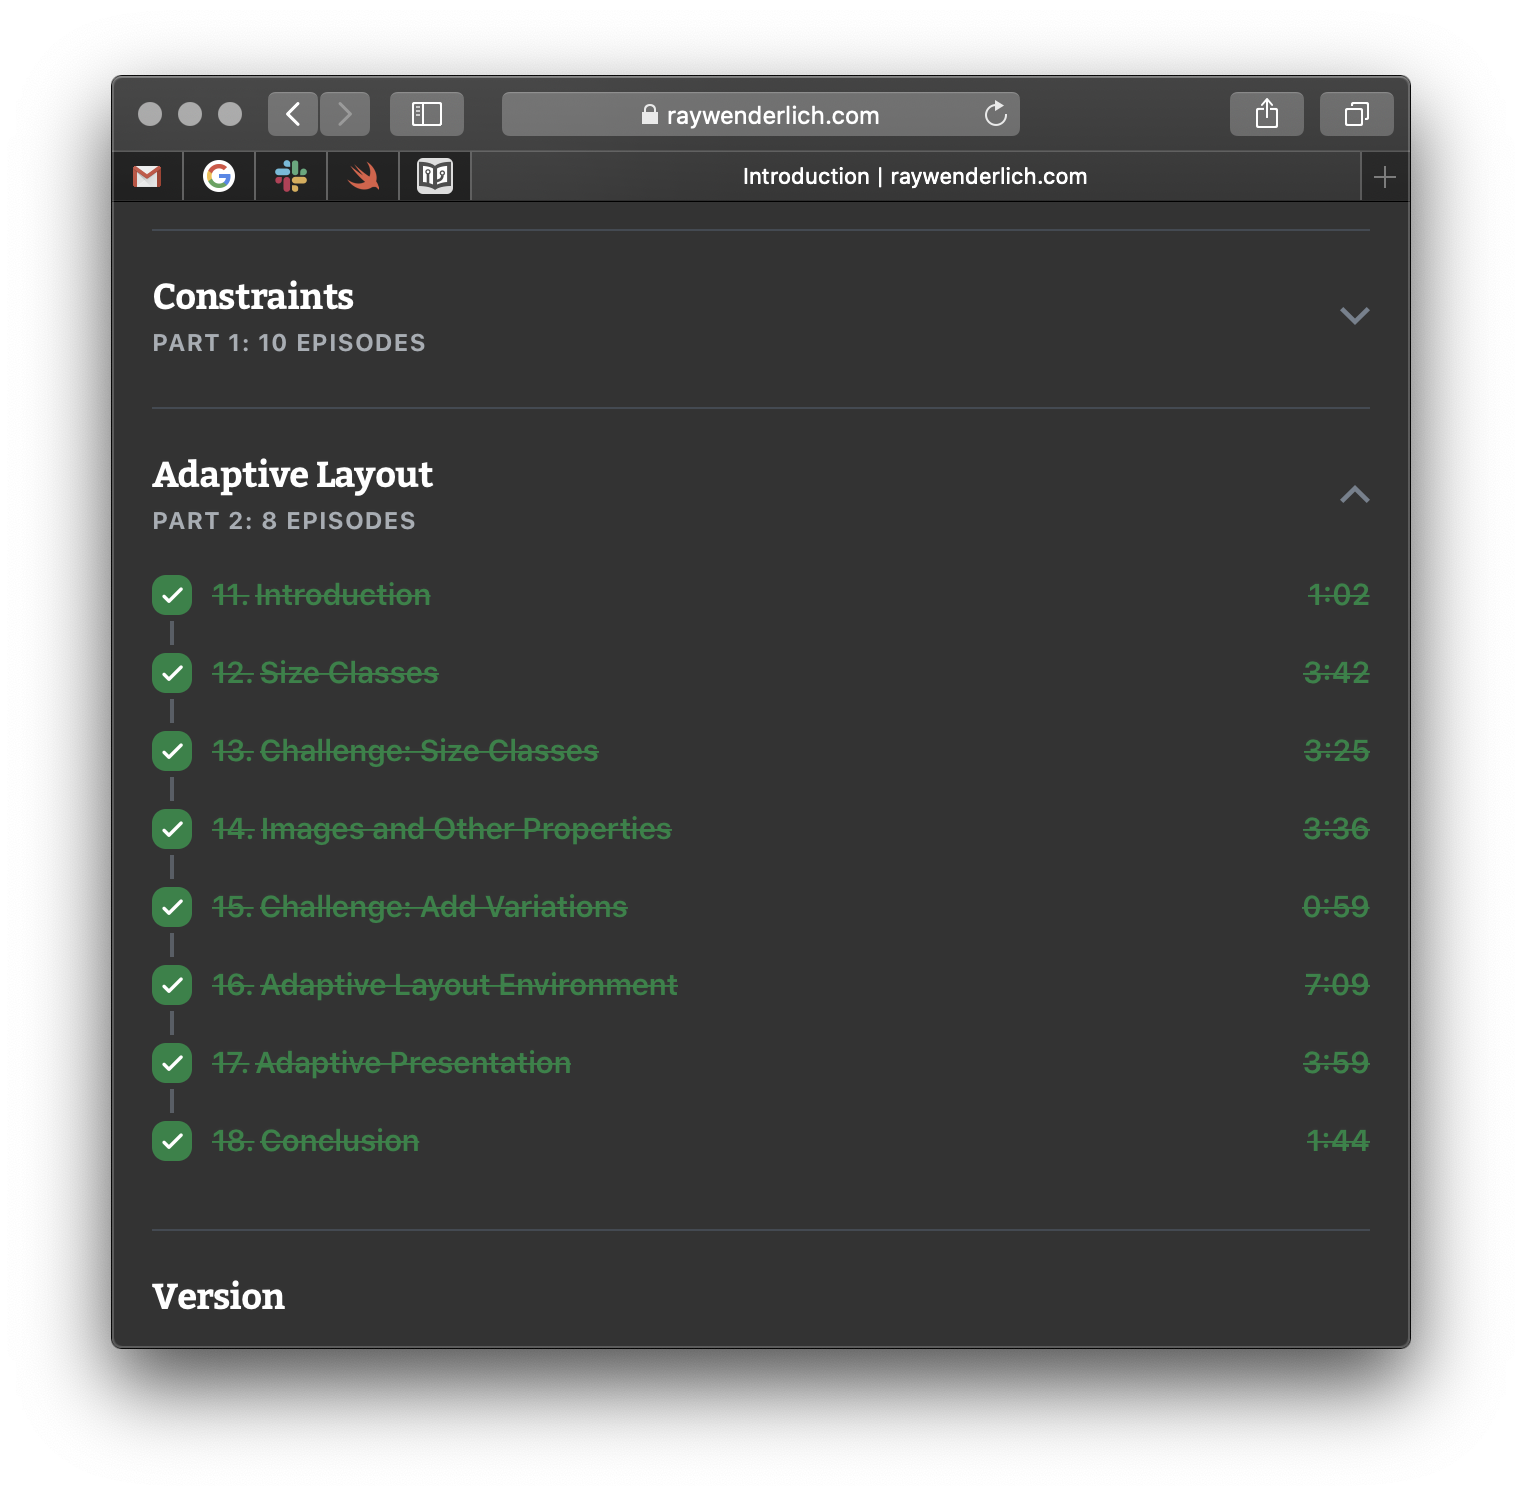 raywenderlich.com
Introduction | raywenderlich.com
Constraints
PART 1: 10 EPISODES
Adaptive Layout
PART 2: 8 EPISODES
11. Introduction 1:02
12. Size Classes 3:42
13. Challenge: Size Classes 3:25
14. Images and Other Properties 3:36
15. Challenge: Add Variations 0:59
16. Adaptive Layout Environment 7:09
17. Adaptive Presentation 3:59
18. Conclusion 1:44
Version